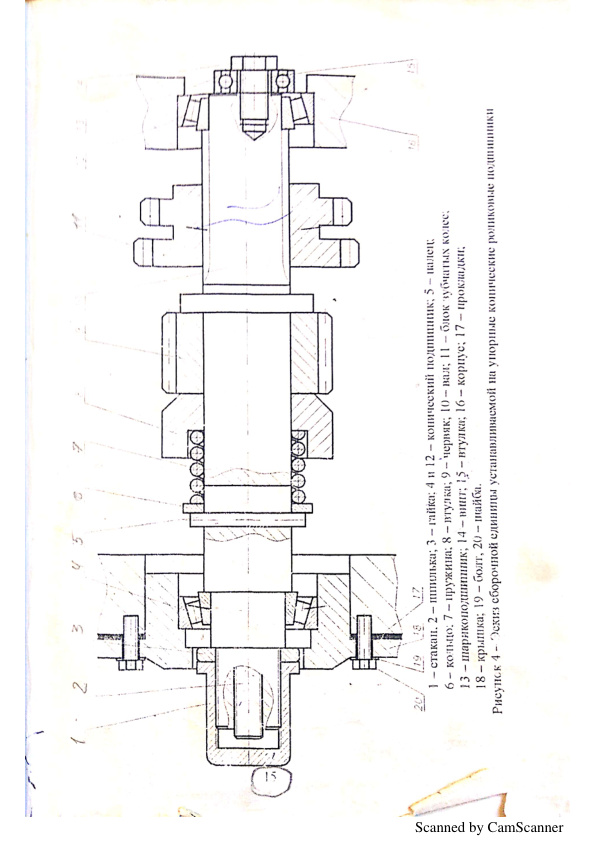 1 – стакан. 2 – шпилька; 3 – гайка; 4 и 12 – конический подшипник; 5 – палец;
6 – кольцо; 7 – пружина; 8 – втулка; 9 – червяк; 10 – вал; 11 – блок зубчатых колес;
13 – шарикоподшипник; 14 – винт; 15 – втулка; 16 – корпус; 17 – прокладки;
18 – крышка; 19 – болт, 20 – шайба.
Рисунок 4 – Эскиз сборочной единицы устанавливаемой на упорные конические роликовые подшипники
1
2
3
4
5
6
7
15
16
17
18
19
20
15
Scanned by CamScanner